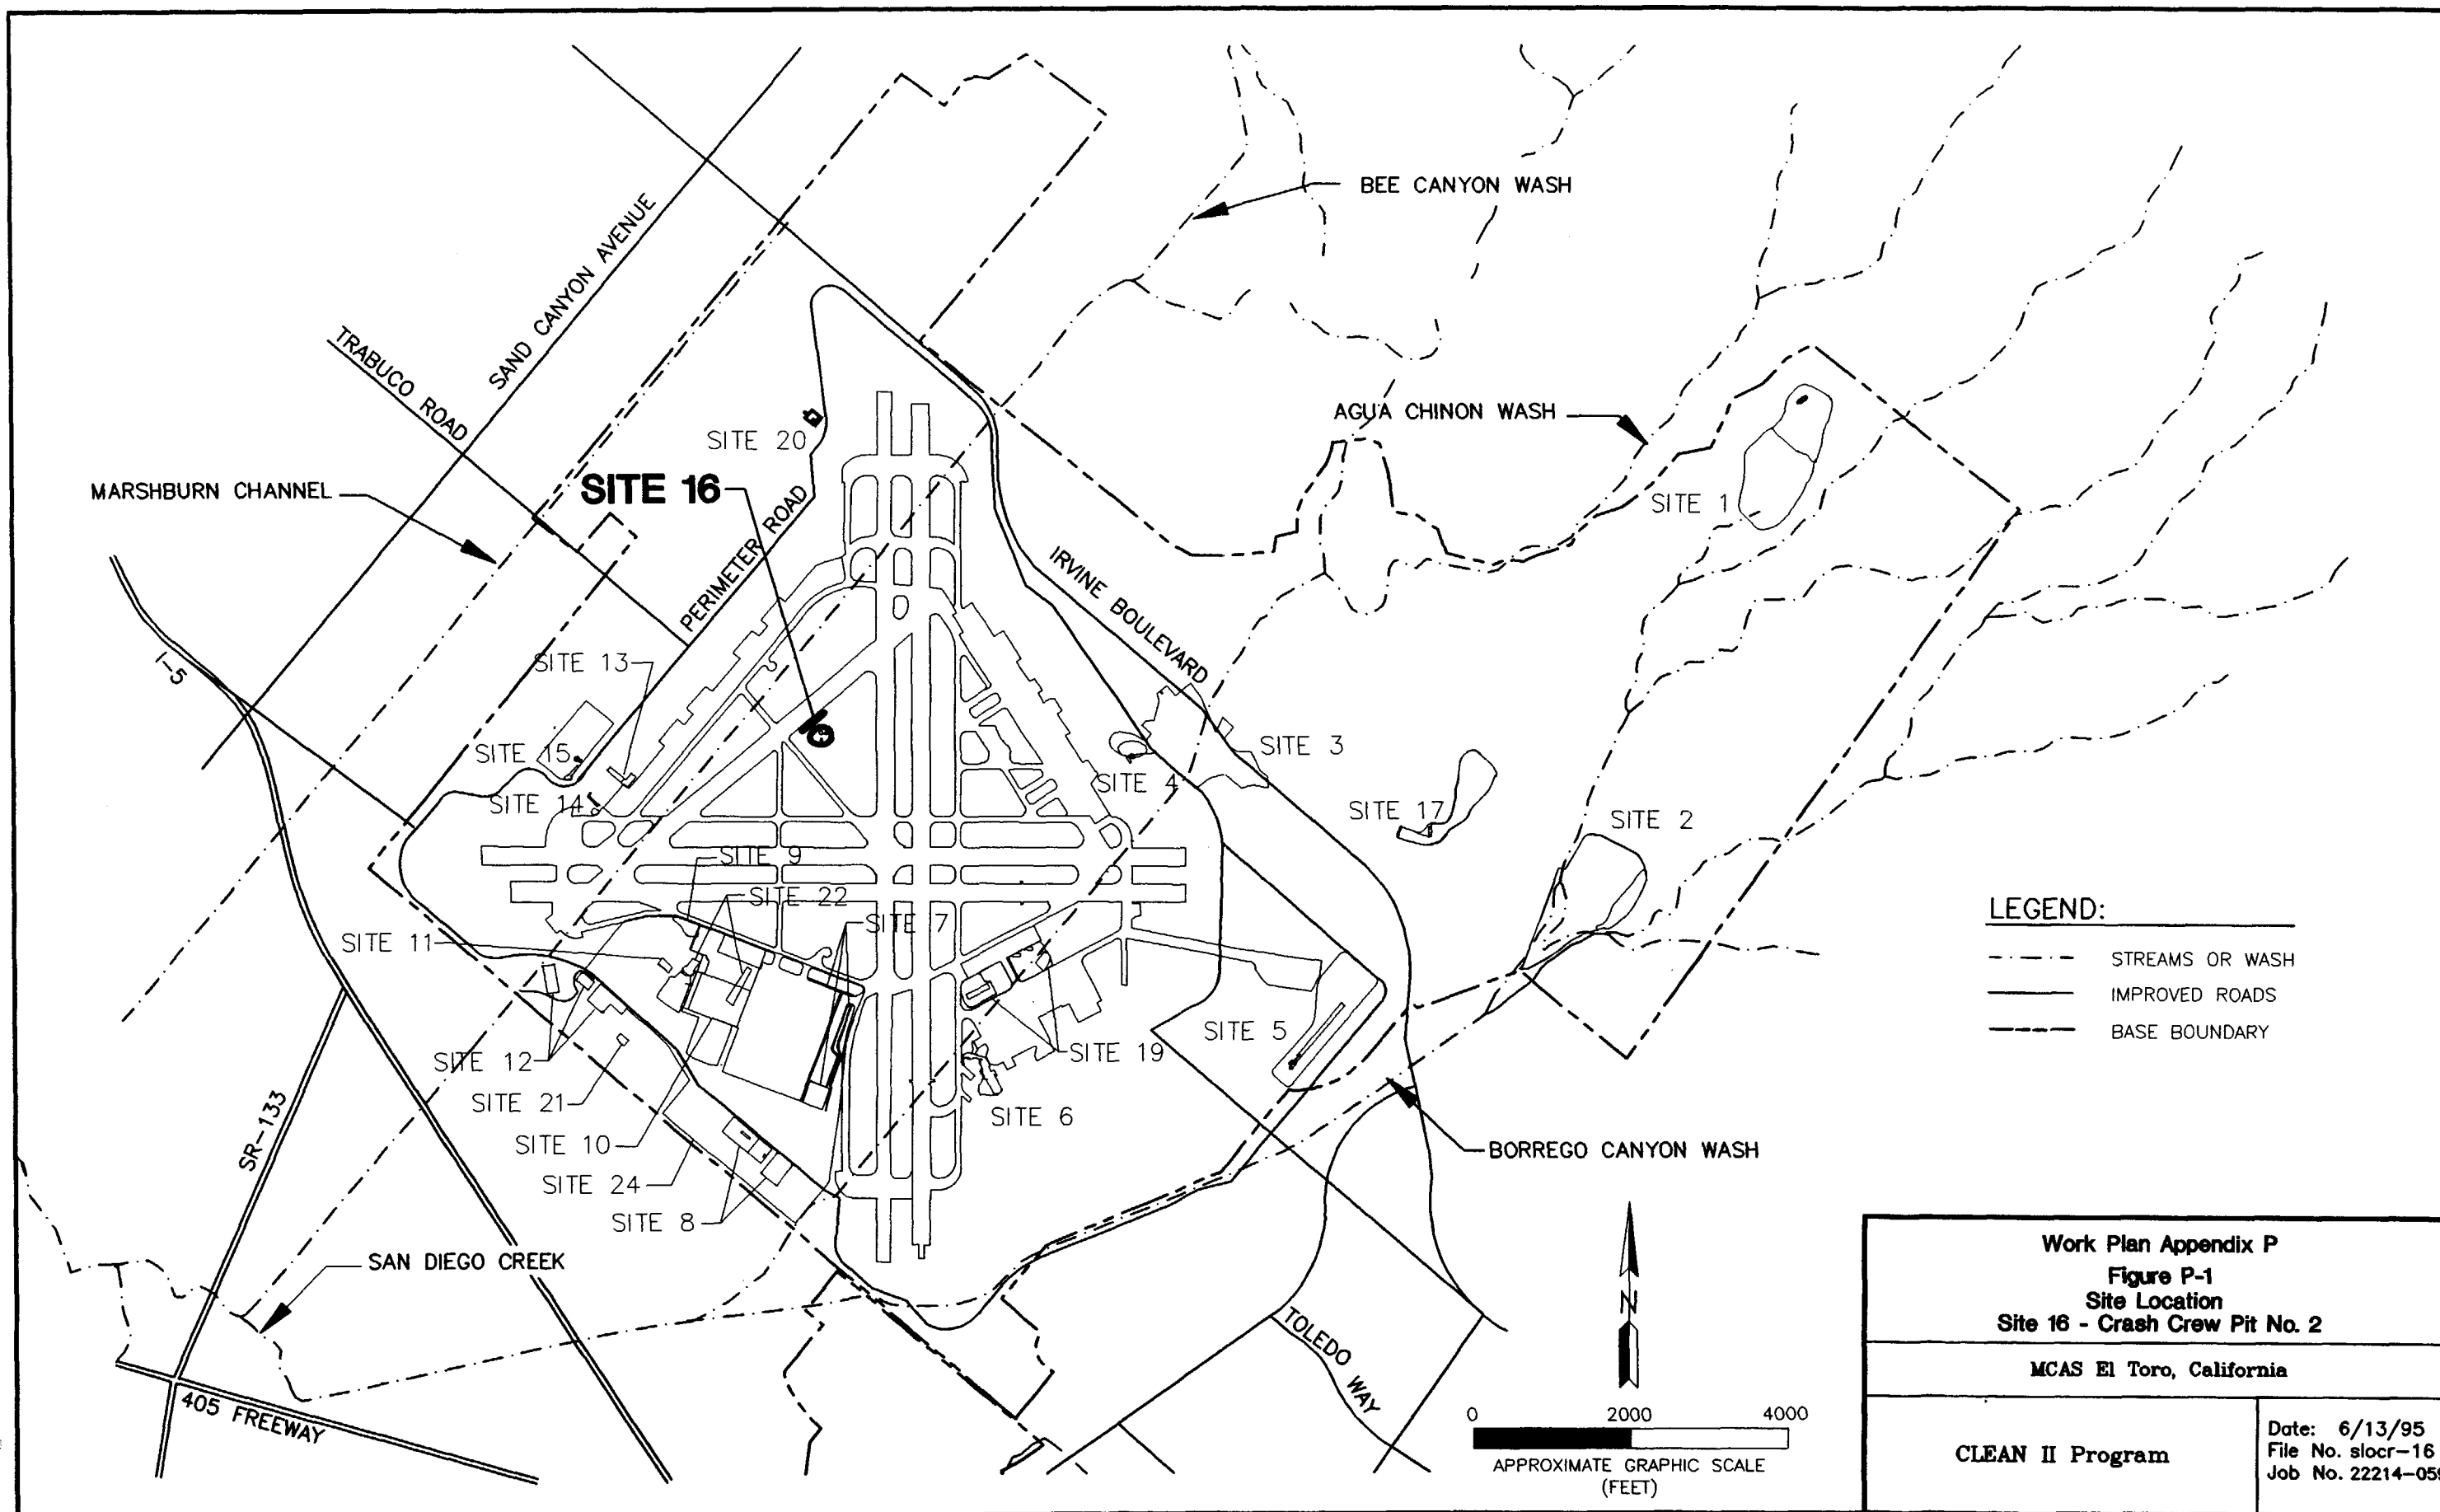 BEE CANYON WASH
SAND CANYON AVENUE
TRABUCO ROAD
AGUA CHINON WASH
SITE 20
SITE 16
MARSHBURN CHANNEL
SITE 1
PERIMETER ROAD
IRVINE BOULEVARD
I-5
SITE 13
SITE 15
SITE 3
SITE 4
SITE 14
SITE 17
SITE 2
SITE 9
SITE 22
SITE 7
SITE 11
LEGEND:
STREAMS OR WASH
IMPROVED ROADS
BASE BOUNDARY
SITE 5
SITE 12
SITE 19
SITE 21
SITE 6
SR-133
SITE 10
BORREGO CANYON WASH
SITE 24
SITE 8
SAN DIEGO CREEK
TOLEDO WAY
405 FREEWAY
N
0 2000 4000
APPROXIMATE GRAPHIC SCALE
(FEET)
Work Plan Appendix P
Figure P-1
Site Location
Site 16 - Crash Crew Pit No. 2
MCAS El Toro, California
CLEAN II Program
Date: 6/13/95
File No. slocr-16
Job No. 22214-059